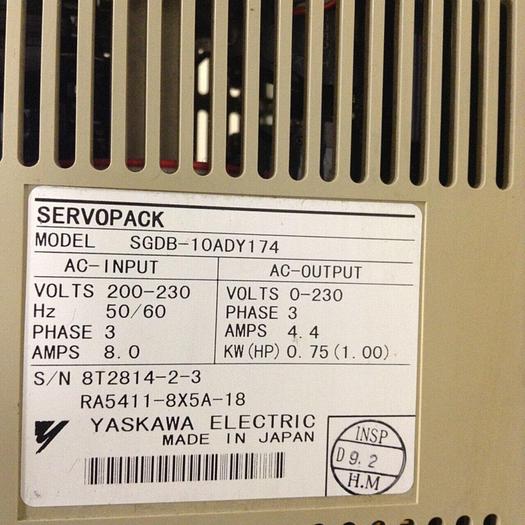 SERVOPACK
MODEL SGDB-10ADY174
AC-INPUT
VOLTS 200-230
Hz 50/60
PHASE 3
AMPS 8.0
AC-OUTPUT
VOLTS 0-230
PHASE 3
AMPS 4.4
KW(HP) 0.75(1.00)
S/N 8T2814-2-3
RA5411-8X5A-18
YASKAWA ELECTRIC
MADE IN JAPAN
INSP
D9.2
H.M